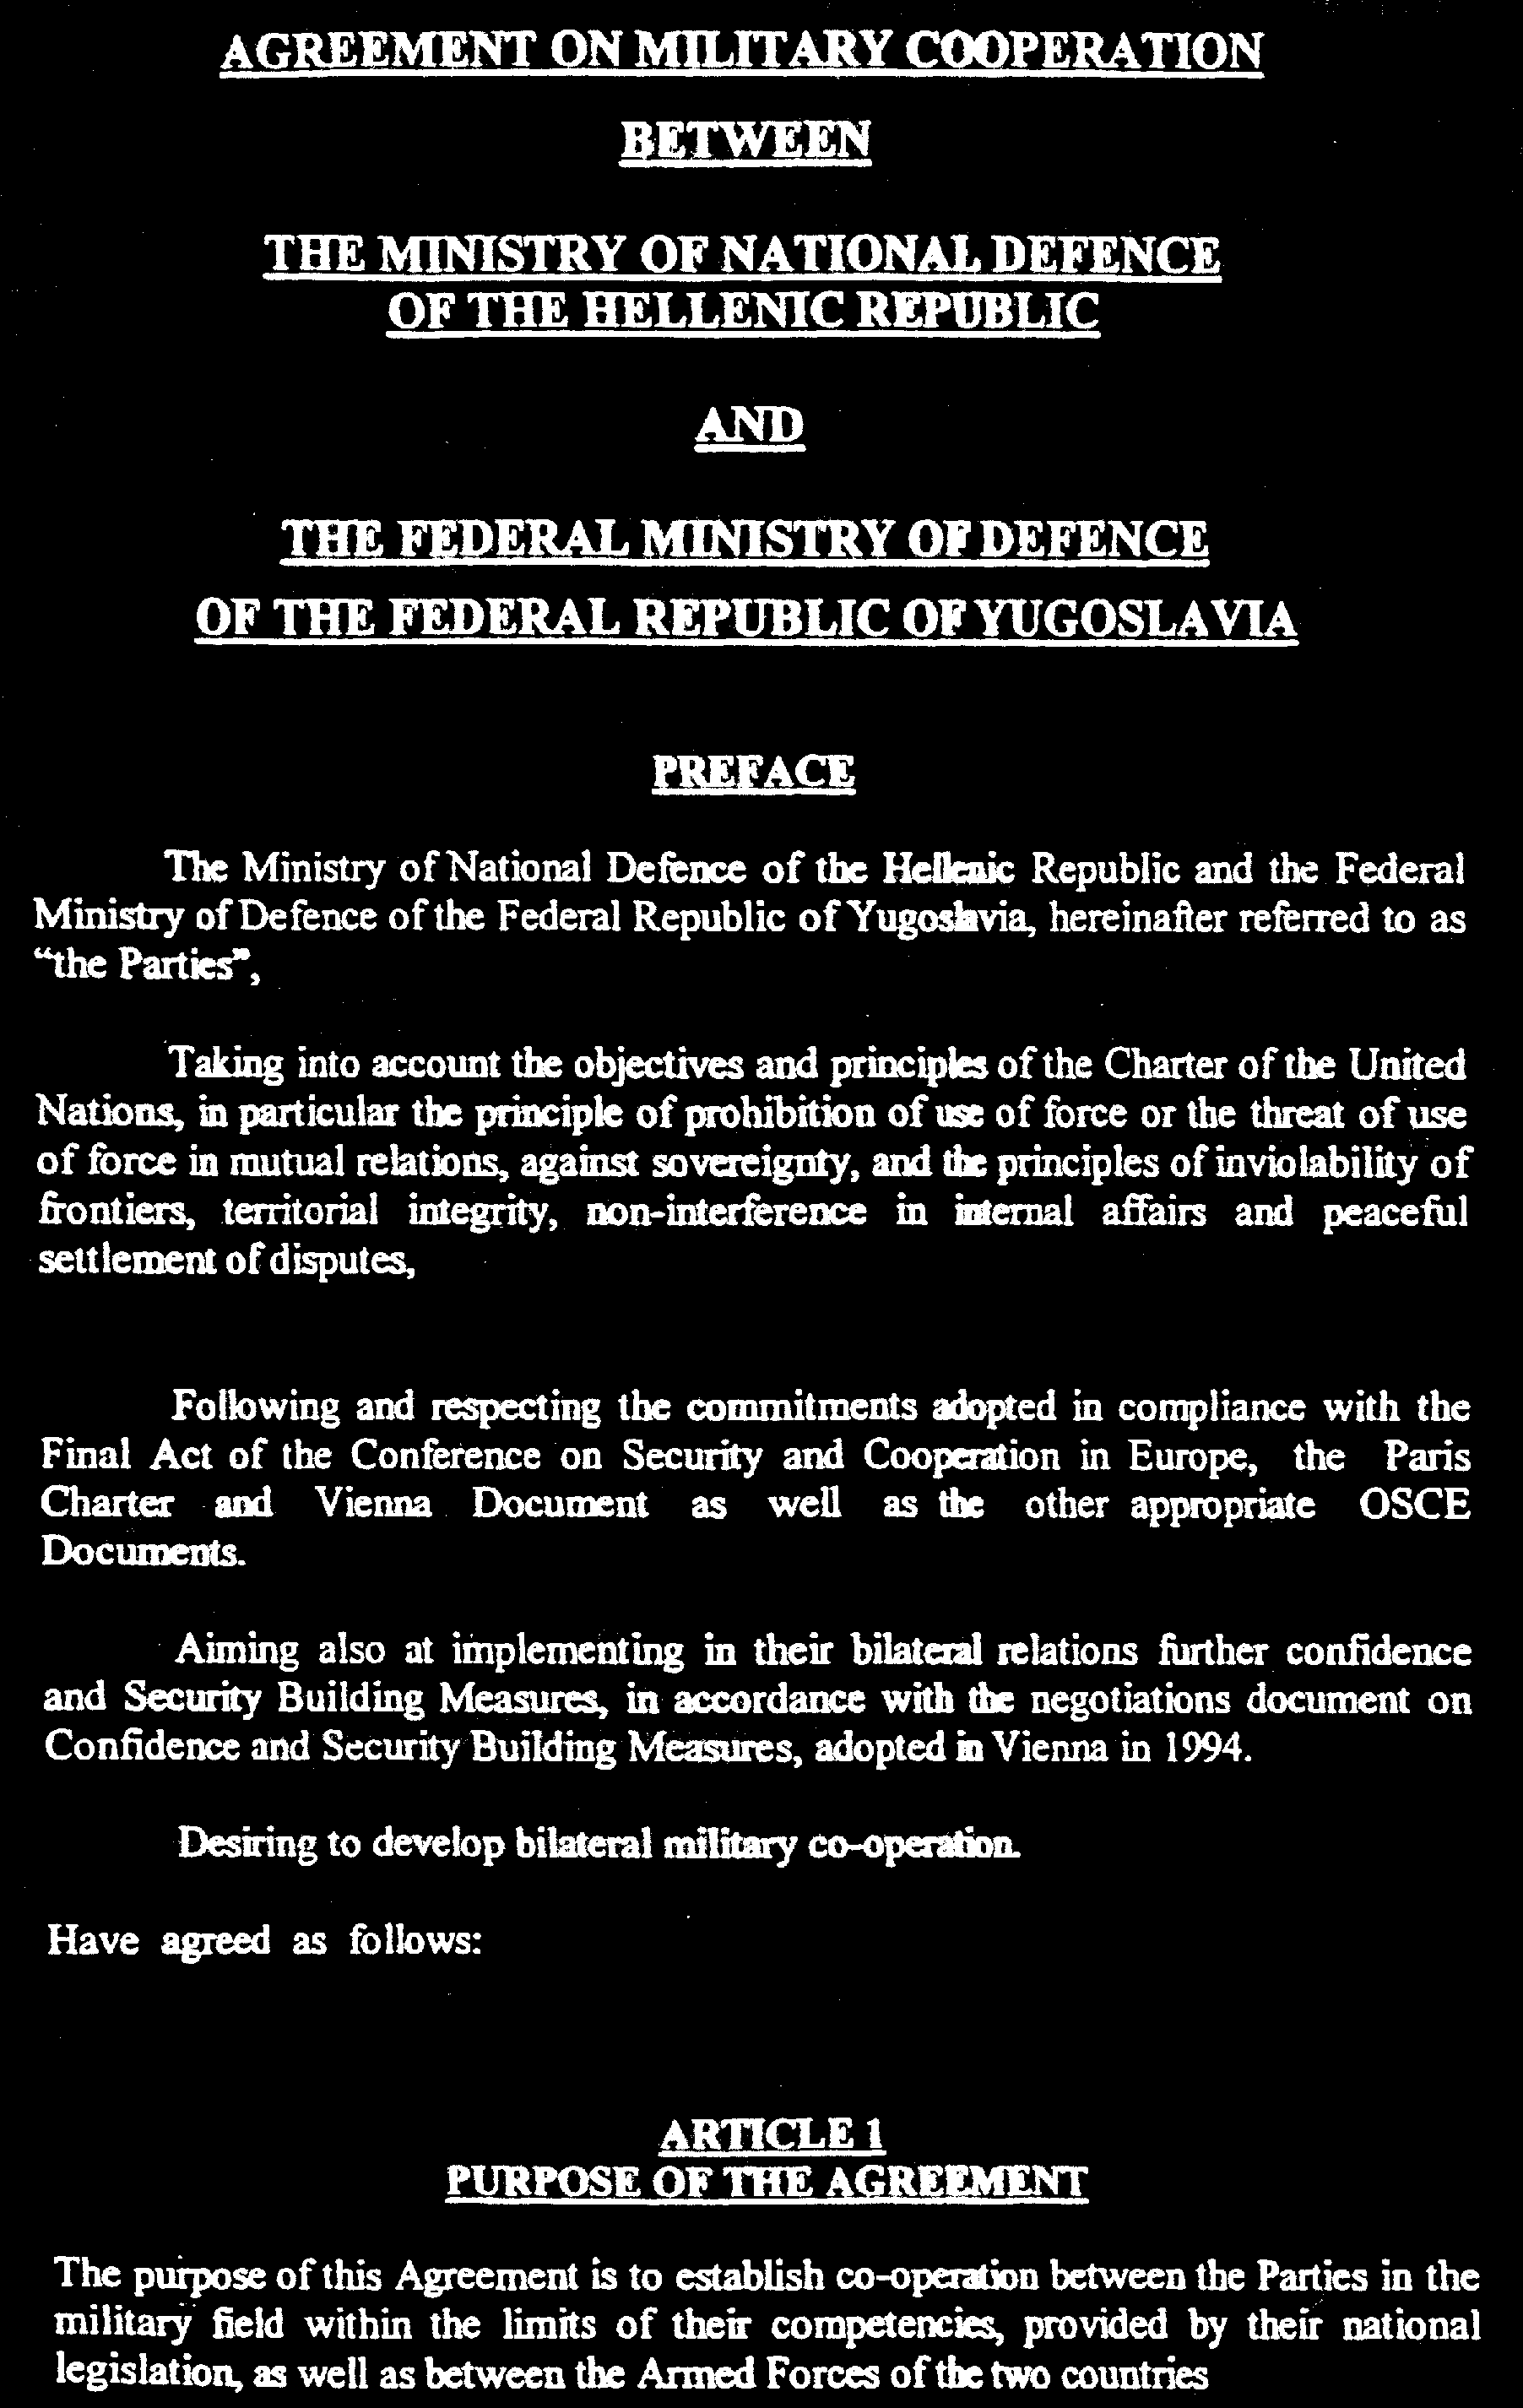 AGREEMENT ON MILITARY COOPERATION
BETWEEN
THE MINISTRY OF NATIONAL DEFENCE
OF THE HELLENIC REPUBLIC
AND
THE FEDERAL MINISTRY OF DEFENCE
OF THE FEDERAL REPUBLIC OF YUGOSLAVIA
PREFACE
The Ministry of National Defence of the Hellenic Republic and the Federal
Ministry of Defence of the Federal Republic of Yugoslavia, hereinafter referred to as
“the Parties”,
Taking into account the objectives and principles of the Charter of the United
Nations, in particular the principle of prohibition of use of force or the threat of use
of force in mutual relations, against sovereignty, and the principles of inviolability of
frontiers, territorial integrity, non-interference in internal affairs and peaceful
settlement of disputes,
Following and respecting the commitments adopted in compliance with the
Final Act of the Conference on Security and Cooperation in Europe, the Paris
Charter and Vienna Document as well as the other appropriate OSCE
Documents.
Aiming also at implementing in their bilateral relations further confidence
and Security Building Measures, in accordance with the negotiations document on
Confidence and Security Building Measures, adopted in Vienna in 1994.
Desiring to develop bilateral military co-operation.
Have agreed as follows:
ARTICLE 1
PURPOSE OF THE AGREEMENT
The purpose of this Agreement is to establish co-operation between the Parties in the
military field within the limits of their competencies, provided by their national
legislation, as well as between the Armed Forces of the two countries